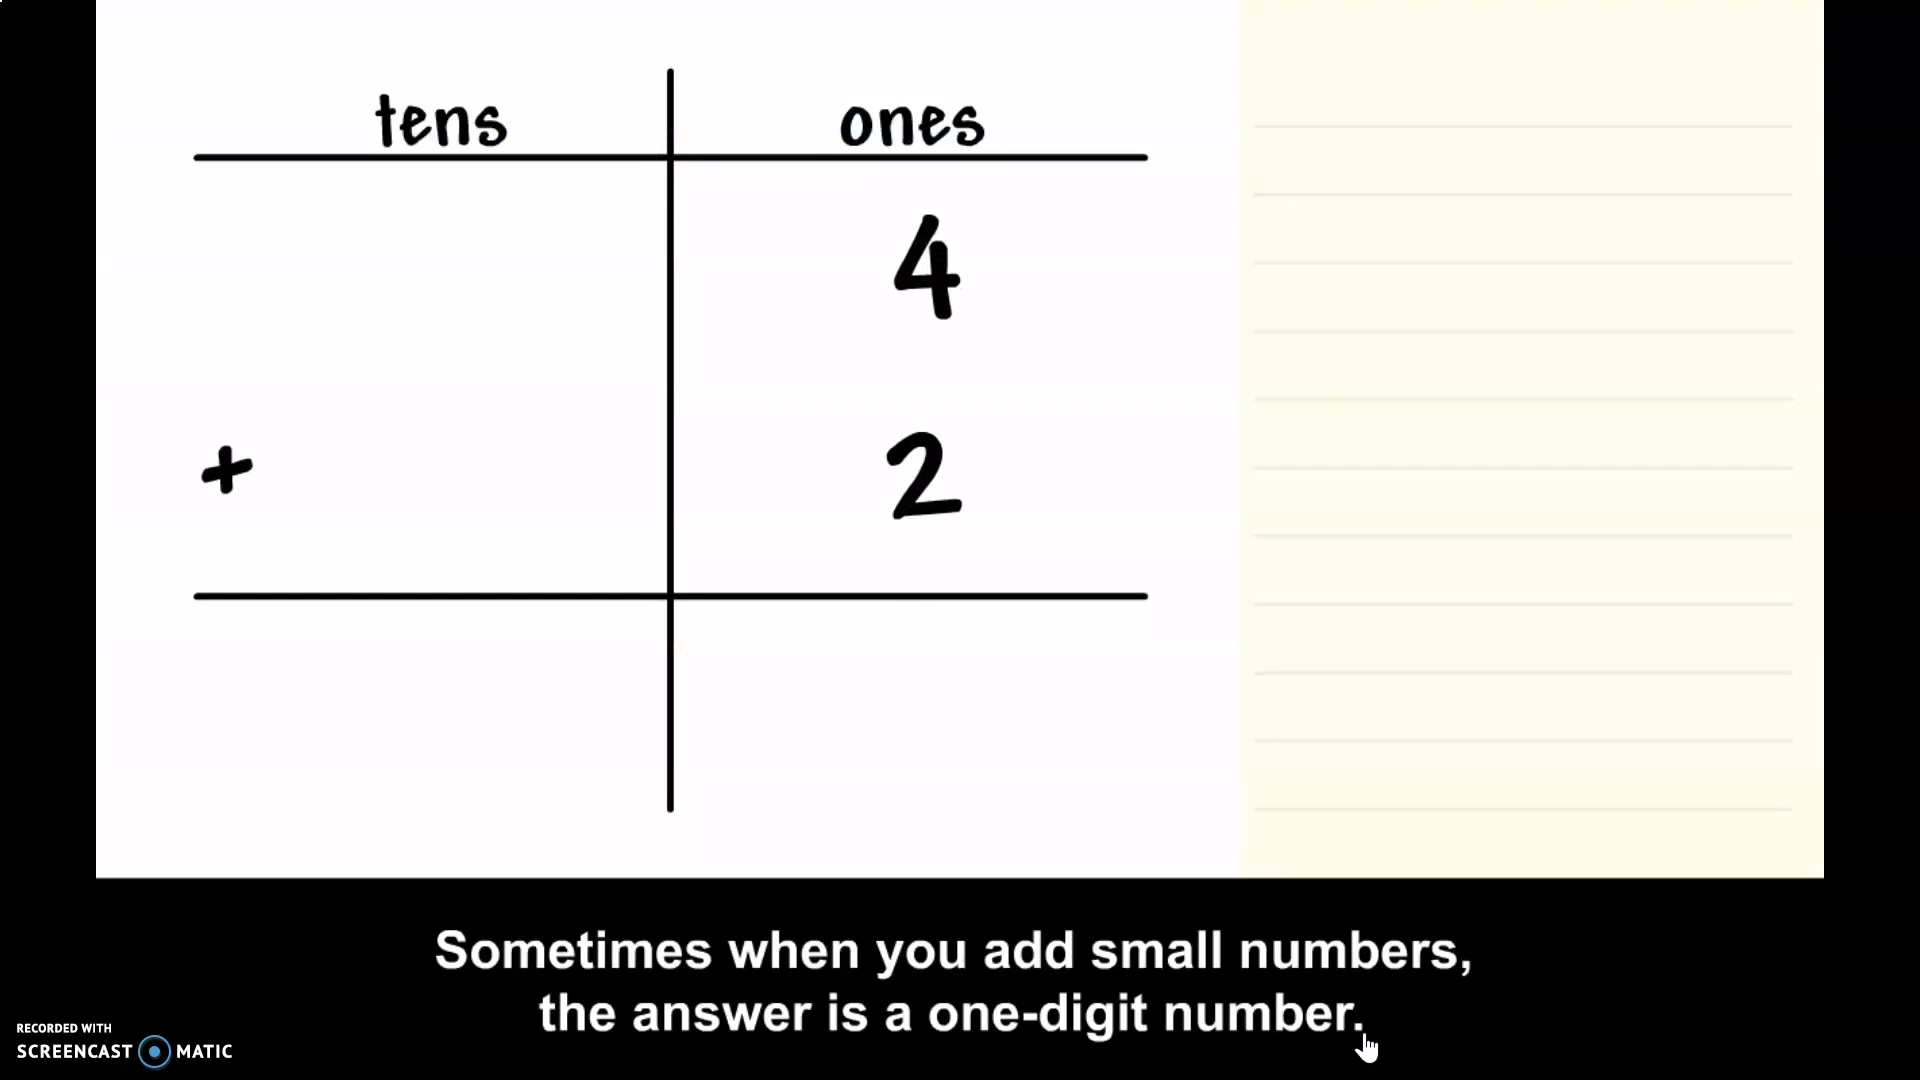 tens ones
4
+ 2
Sometimes when you add small numbers,
the answer is a one-digit number.
RECORDED WITH
SCREENCAST MATIC